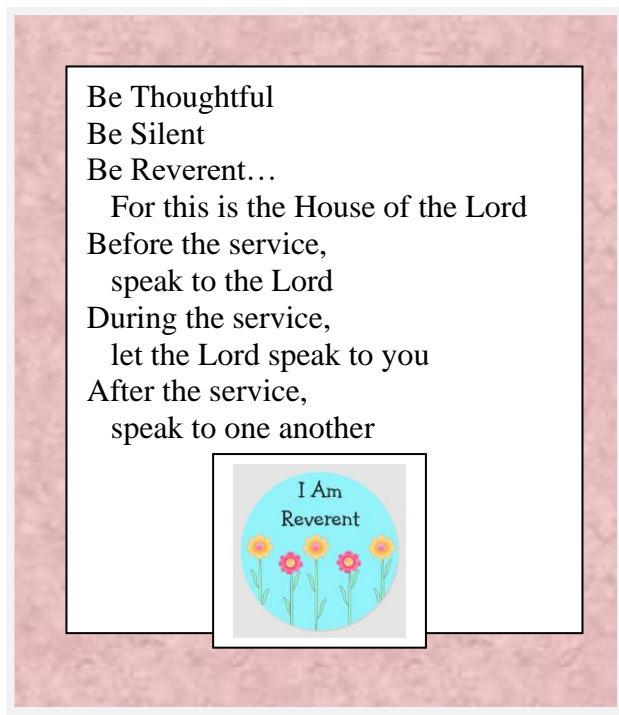 Be Thoughtful
Be Silent
Be Reverent…
For this is the House of the Lord
Before the service,
speak to the Lord
During the service,
let the Lord speak to you
After the service,
speak to one another
I Am
Reverent